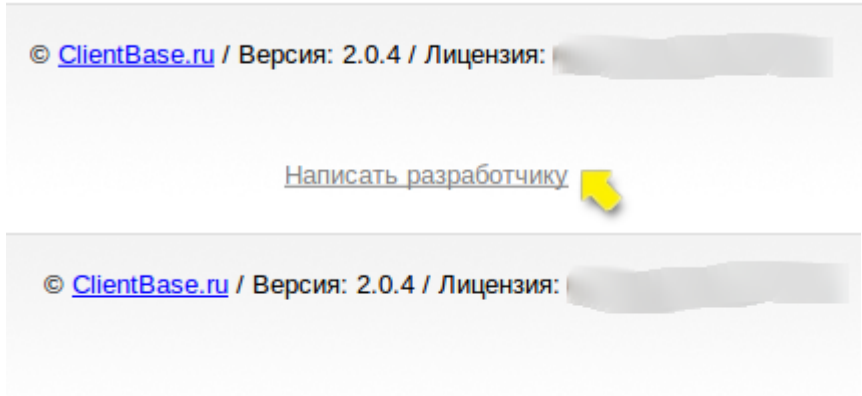 © ClientBase.ru / Версия: 2.0.4 / Лицензия:
Написать разработчику
© ClientBase.ru / Версия: 2.0.4 / Лицензия: